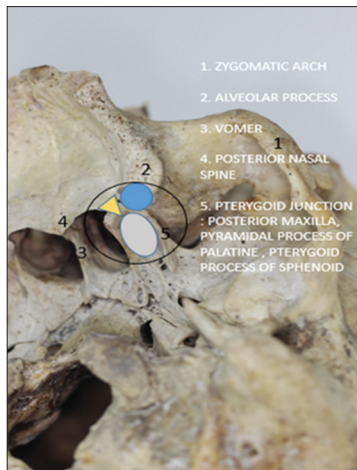 1. ZYGOMATIC ARCH
2. ALVEOLAR PROCESS
3. VOMER
4. POSTERIOR NASAL
SPINE
5. PTERYGOID JUNCTION
: POSTERIOR MAXILLA,
PYRAMIDAL PROCESS OF
PALATINE , PTERYGOID
PROCESS OF SPHENOID
1
2
4
5
3